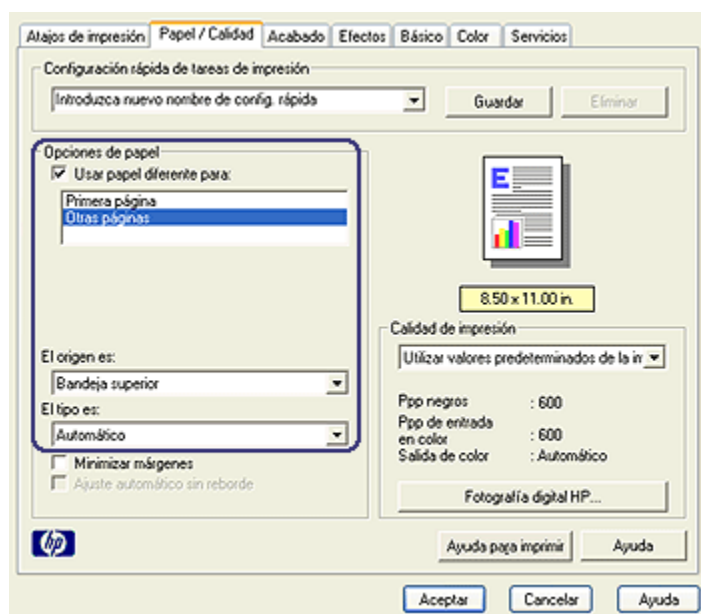 Atajos de impresión Papel / Calidad Acabado Efectos Básico Color Servicios
Configuración rápida de tareas de impresión
Introduzca nuevo nombre de config. rápida Guardar Eliminar
Opciones de papel
Usar papel diferente para:
Primera página
Otras páginas
E
8.50 x 11.00 in.
Calidad de impresión
Utilizar valores predeterminados de la in
El origen es:
Bandeja superior
El tipo es:
Automático
Ppp negros : 600
Ppp de entrada
en color : 600
Salida de color : Automático
Minimizar márgenes
Ajuste automático sin reborde
Fotografía digital HP...
hp
Ayuda para imprimir Ayuda
Aceptar Cancelar Ayuda